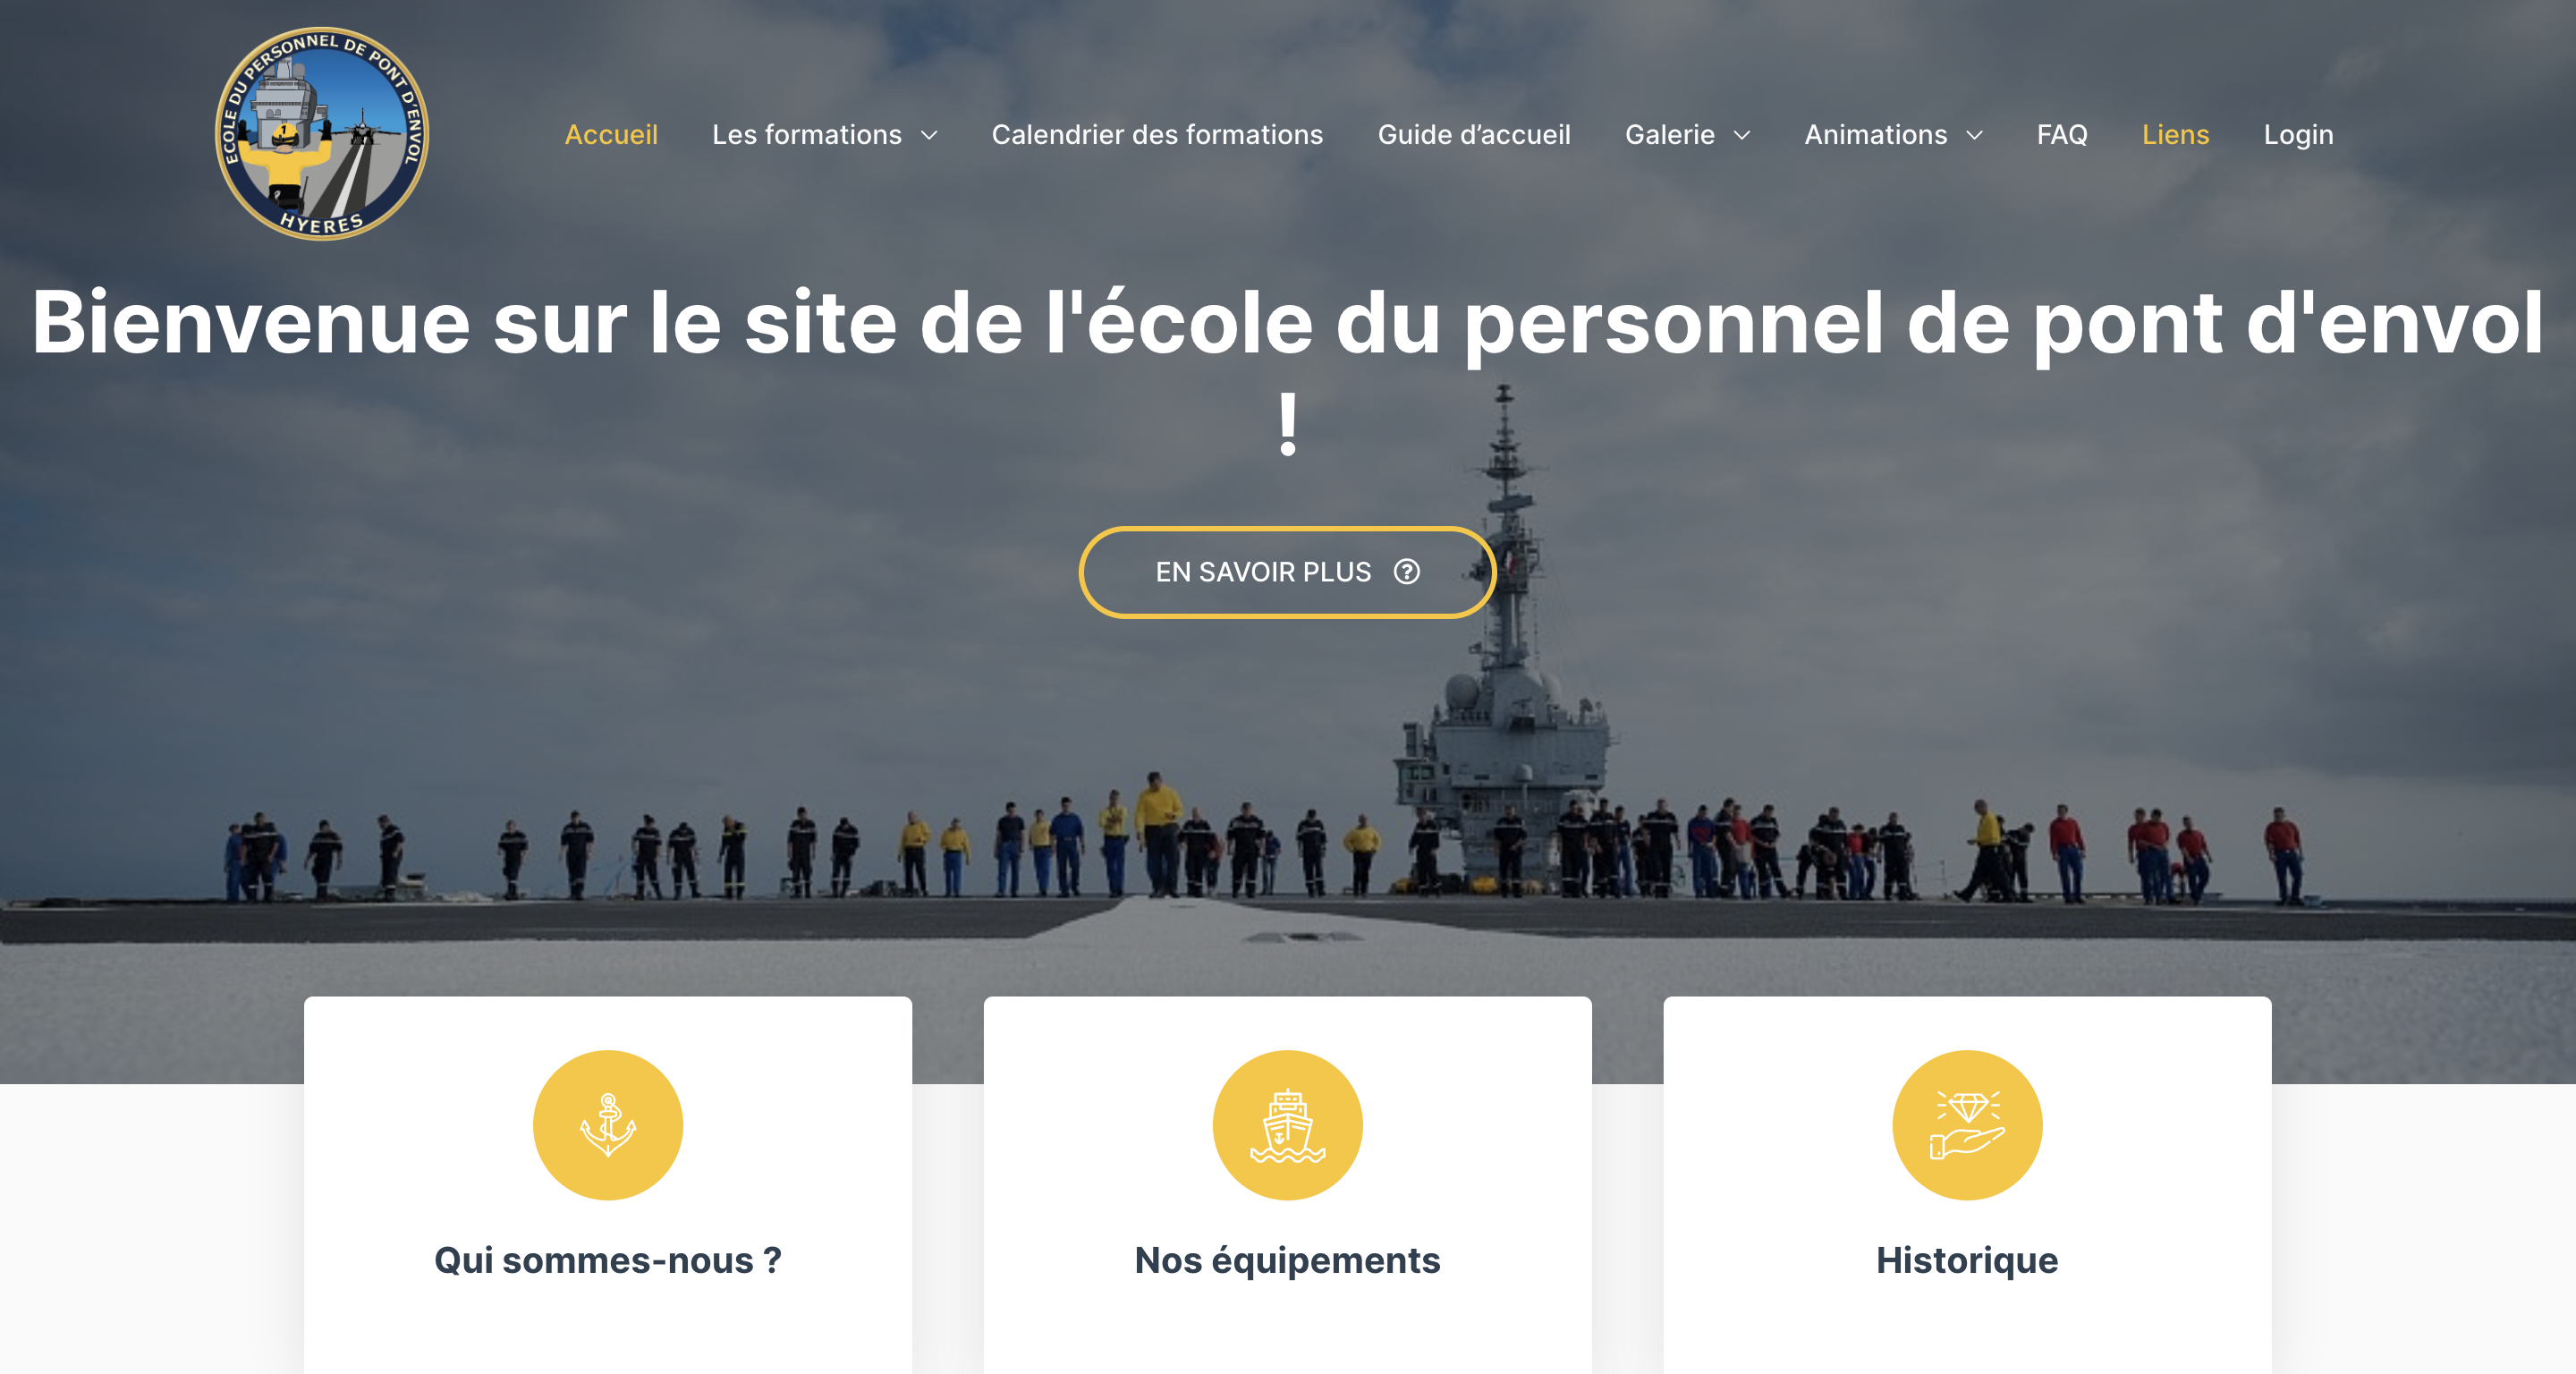 ECOLE DU PERSONNEL DE PONT D'ENVOL
HYERES
1
Accueil
Les formations
Calendrier des formations
Guide d’accueil
Galerie
Animations
FAQ
Liens
Login
Bienvenue sur le site de l'école du personnel de pont d'envol
!
EN SAVOIR PLUS
Qui sommes-nous ?
Nos équipements
Historique